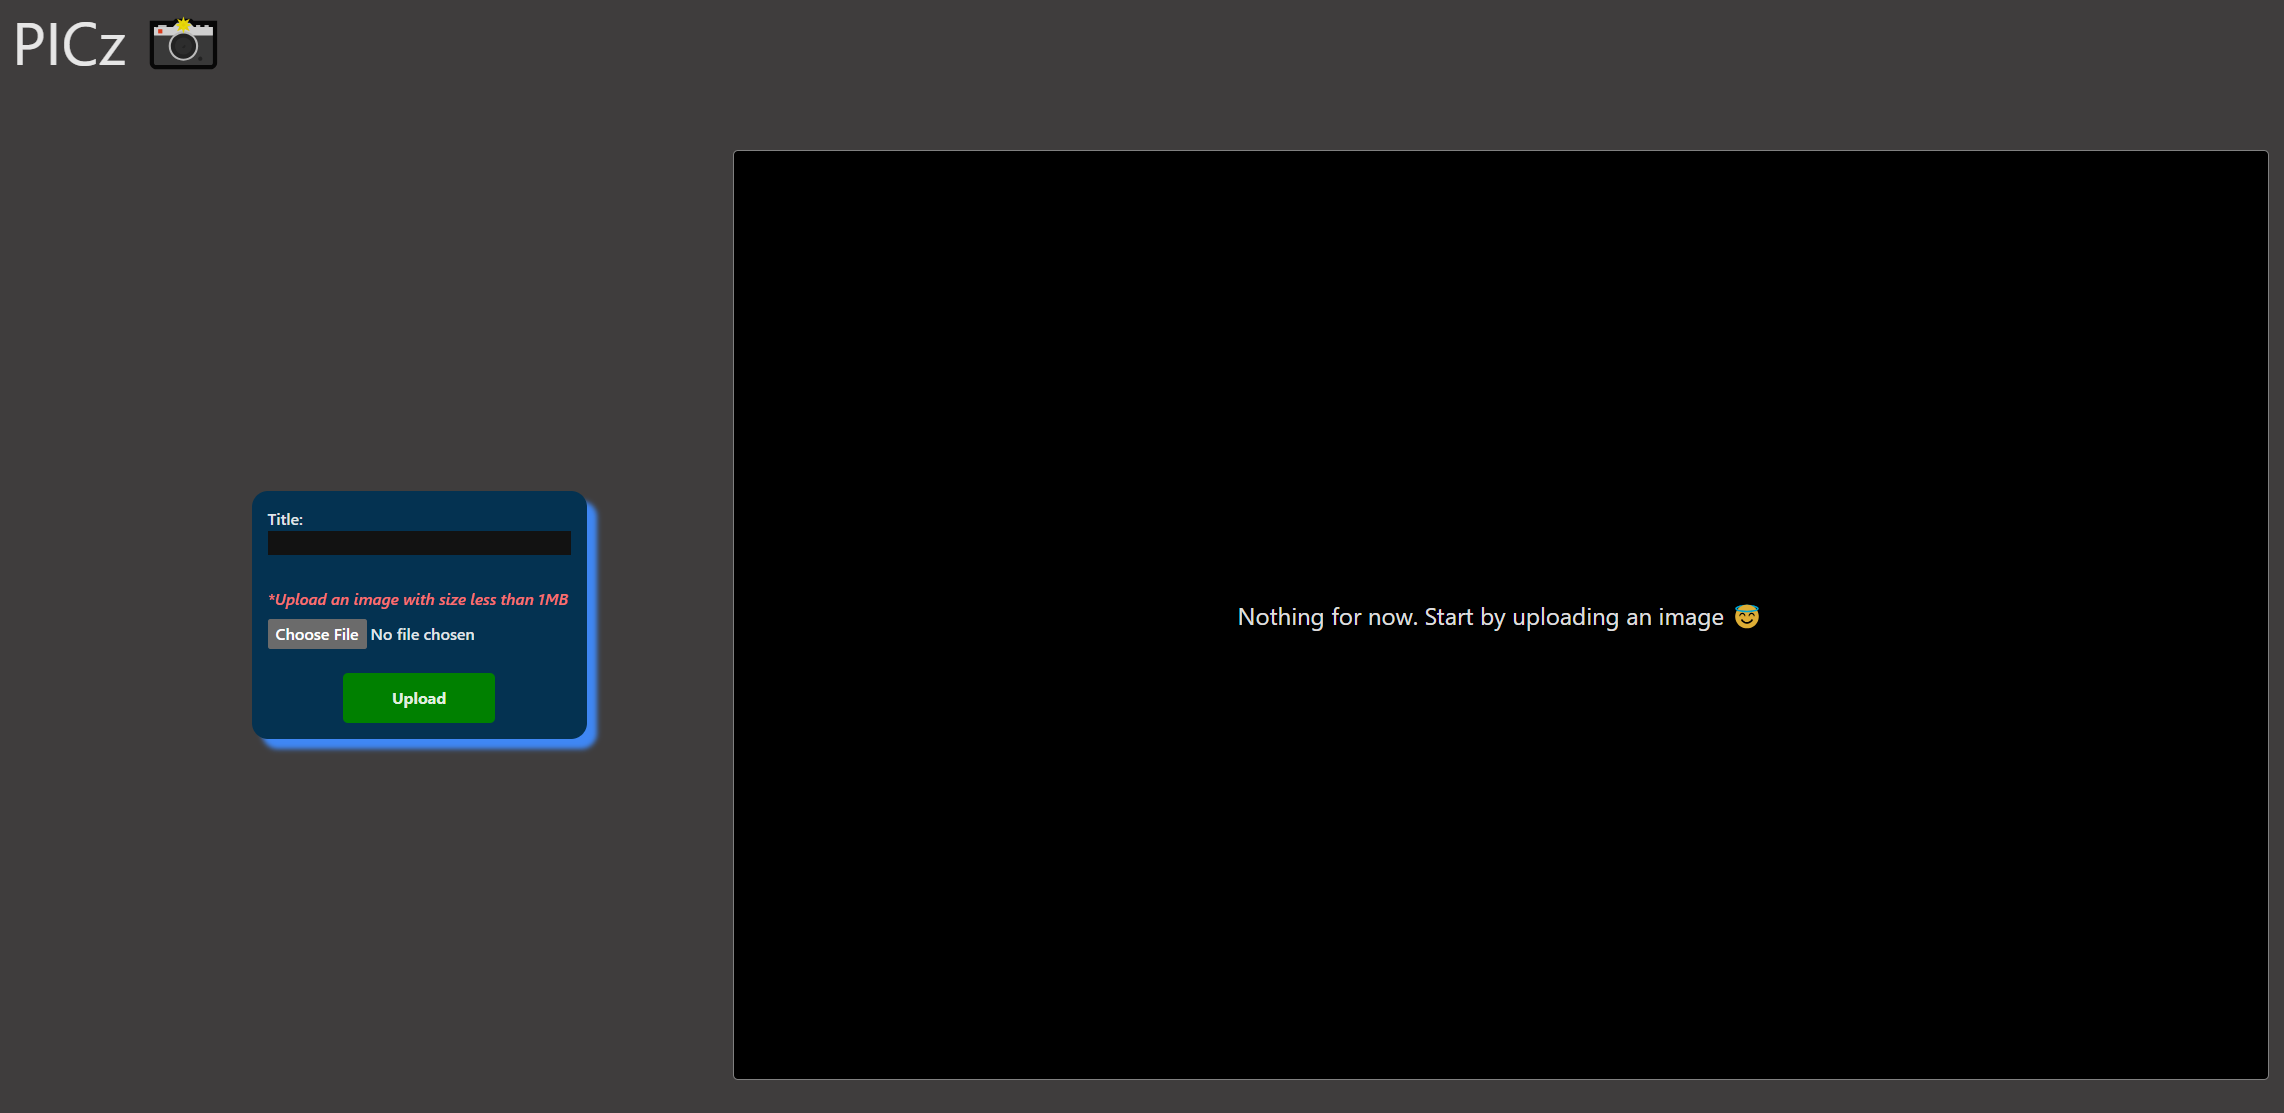 PICz 📸
Title:
*Upload an image with size less than 1MB
Choose File No file chosen
Upload
Nothing for now. Start by uploading an image 😇